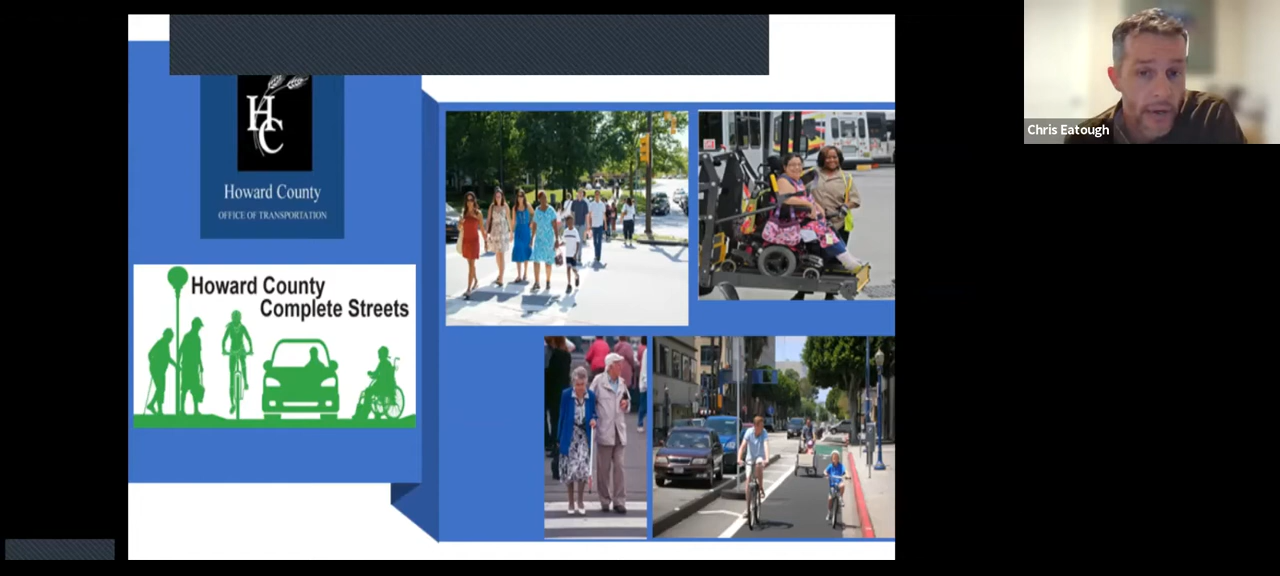 HC
Howard County
OFFICE OF TRANSPORTATION
Howard County
Complete Streets
Chris Eatough